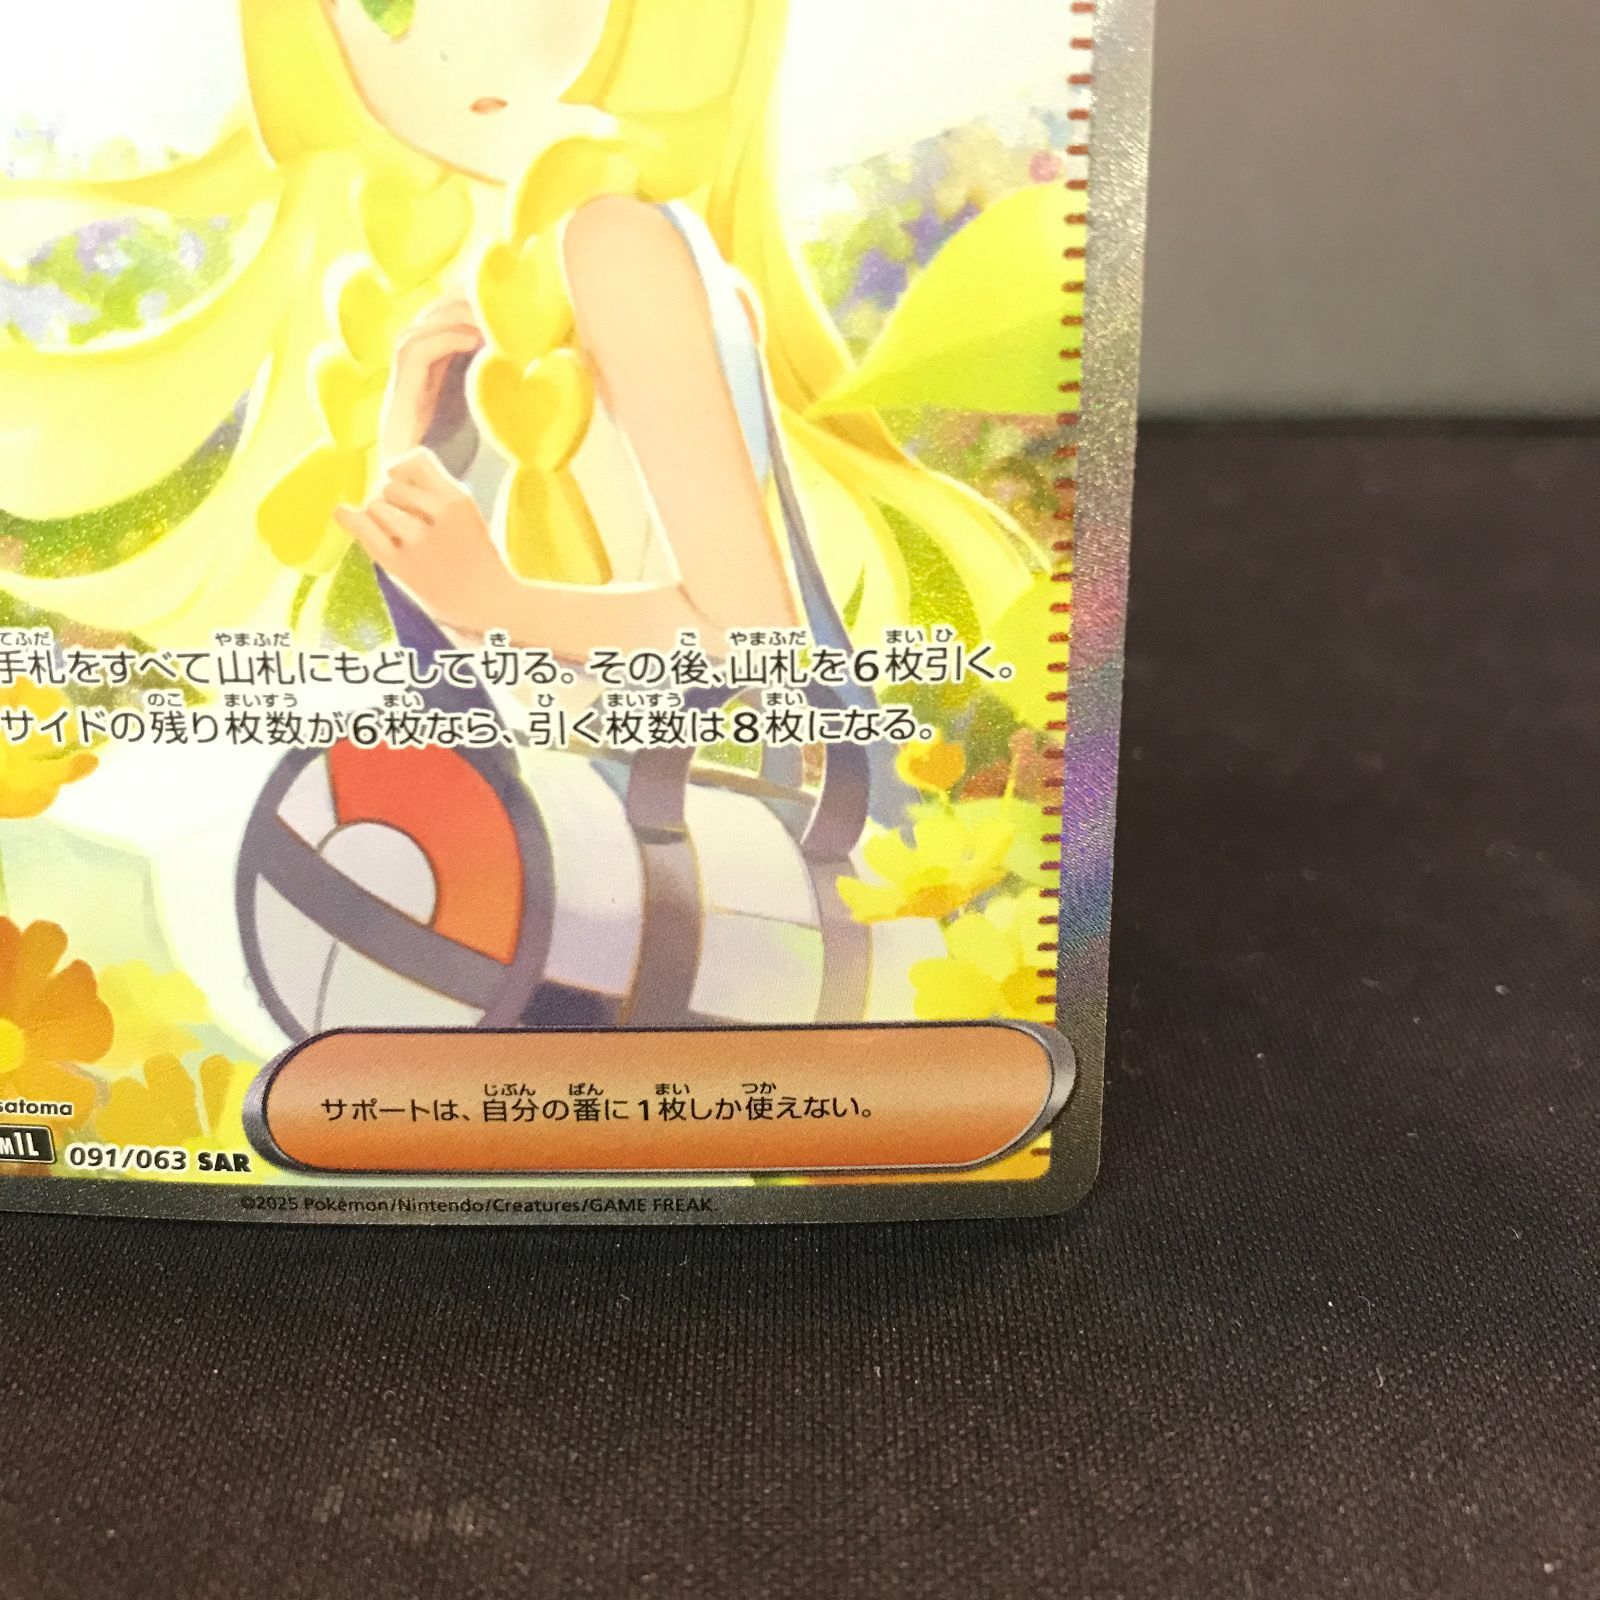 手札をすべて山札にもどして切る。その後、山札を6枚引く。
サイドの残り枚数が6枚なら、引く枚数は8枚になる。
サポートは、自分の番に1枚しか使えない。
satoma
m1L 091/063 SAR
©2025 Pokémon/Nintendo/Creatures/GAME FREAK.